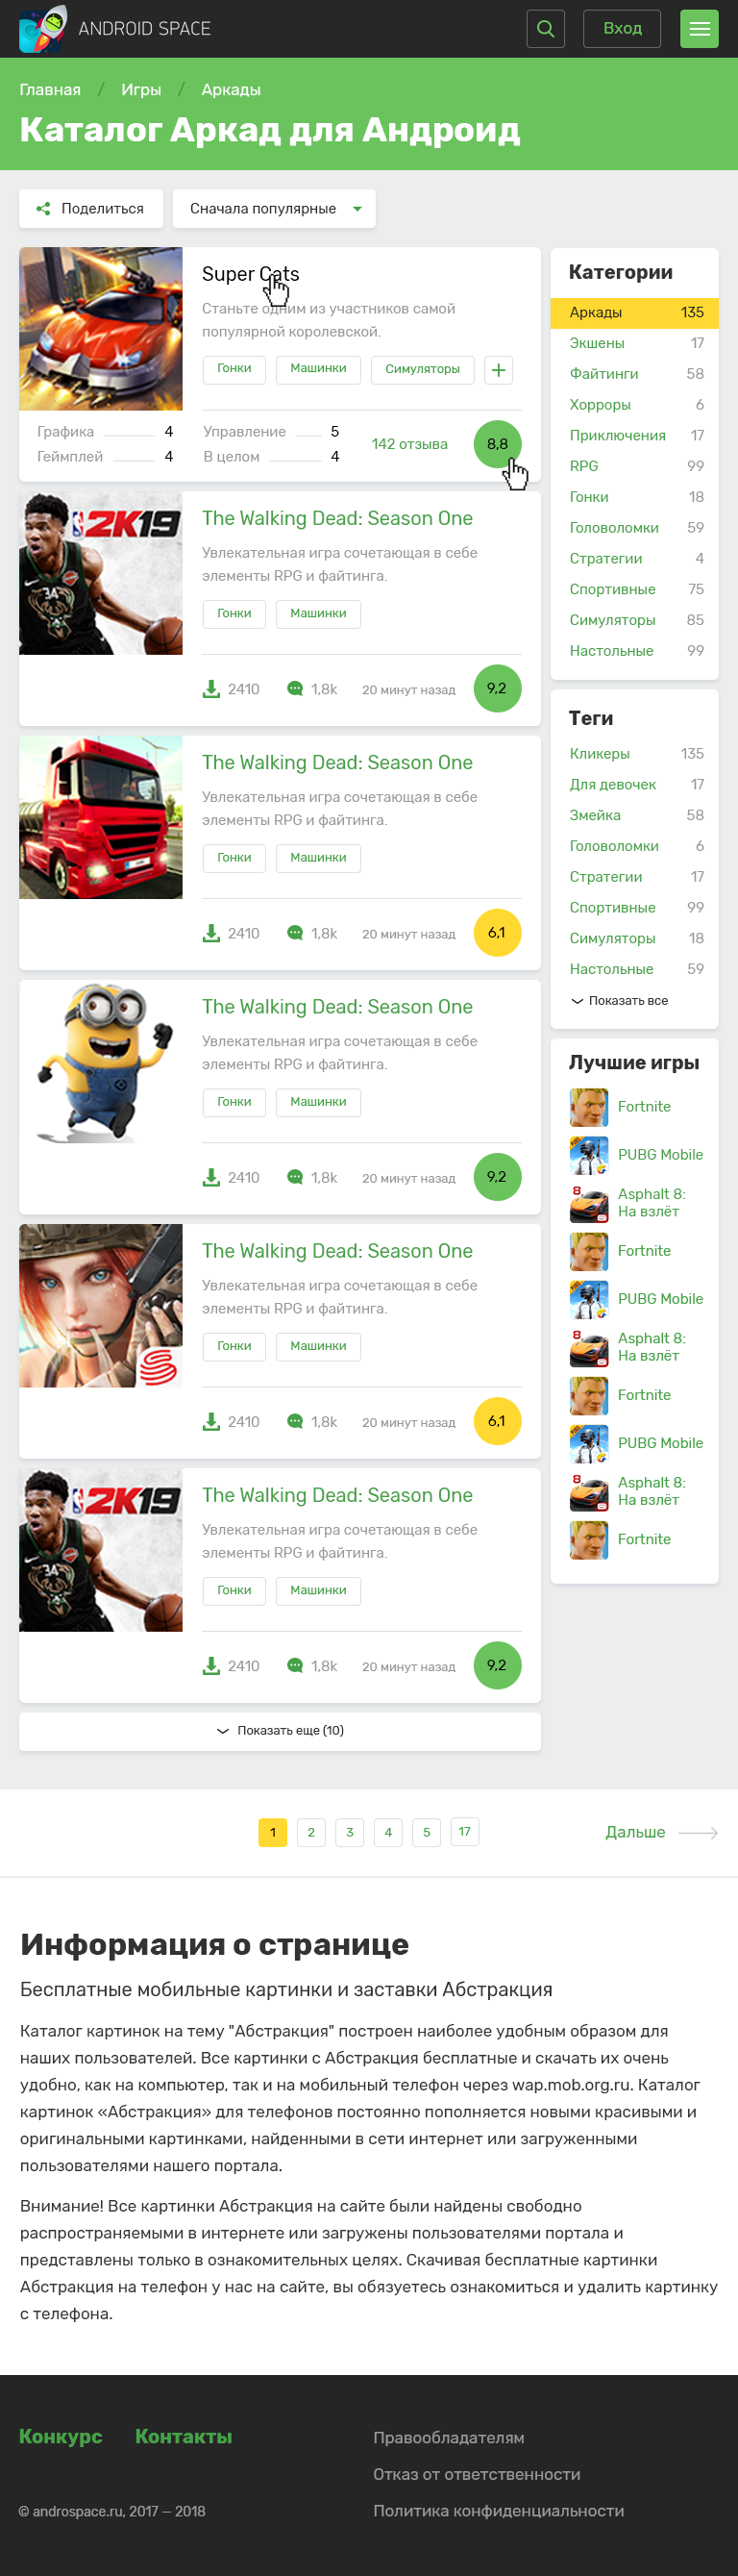 ANDROID SPACE
Вход
Главная / Игры / Аркады
Каталог Аркад для Андроид
Поделиться
Сначала популярные
Super Cats
Станьте одним из участников самой
популярной королевской.
Гонки Машинки Симуляторы +
Графика 4 Управление 5
Геймплей 4 В целом 4
142 отзыва
8,8
2K19
34
The Walking Dead: Season One
Увлекательная игра сочетающая в себе
элементы RPG и файтинга.
Гонки Машинки
2410 1,8k 20 минут назад 9,2
The Walking Dead: Season One
Увлекательная игра сочетающая в себе
элементы RPG и файтинга.
Гонки Машинки
2410 1,8k 20 минут назад 6,1
The Walking Dead: Season One
Увлекательная игра сочетающая в себе
элементы RPG и файтинга.
Гонки Машинки
2410 1,8k 20 минут назад 9,2
The Walking Dead: Season One
Увлекательная игра сочетающая в себе
элементы RPG и файтинга.
Гонки Машинки
2410 1,8k 20 минут назад 6,1
2K19
34
The Walking Dead: Season One
Увлекательная игра сочетающая в себе
элементы RPG и файтинга.
Гонки Машинки
2410 1,8k 20 минут назад 9,2
Показать еще (10)
Категории
Аркады 135
Экшены 17
Файтинги 58
Хорроры 6
Приключения 17
RPG 99
Гонки 18
Головоломки 59
Стратегии 4
Спортивные 75
Симуляторы 85
Настольные 99
Теги
Кликеры 135
Для девочек 17
Змейка 58
Головоломки 6
Стратегии 17
Спортивные 99
Симуляторы 18
Настольные 59
Показать все
Лучшие игры
Fortnite
PUBG Mobile
Asphalt 8:
На взлёт
Fortnite
PUBG Mobile
Asphalt 8:
На взлёт
Fortnite
PUBG Mobile
Asphalt 8:
На взлёт
Fortnite
1 2 3 4 5 17
Дальше
Информация о странице
Бесплатные мобильные картинки и заставки Абстракция
Каталог картинок на тему "Абстракция" построен наиболее удобным образом для
наших пользователей. Все картинки с Абстракция бесплатные и скачать их очень
удобно, как на компьютер, так и на мобильный телефон через wap.mob.org.ru. Каталог
картинок «Абстракция» для телефонов постоянно пополняется новыми красивыми и
оригинальными картинками, найденными в сети интернет или загруженными
пользователями нашего портала.
Внимание! Все картинки Абстракция на сайте были найдены свободно
распространяемыми в интернете или загружены пользователями портала и
представлены только в ознакомительных целях. Скачивая бесплатные картинки
Абстракция на телефон у нас на сайте, вы обязуетесь ознакомиться и удалить картинку
с телефона.
Конкурс Контакты
© androspace.ru, 2017 — 2018
Правообладателям
Отказ от ответственности
Политика конфиденциальности